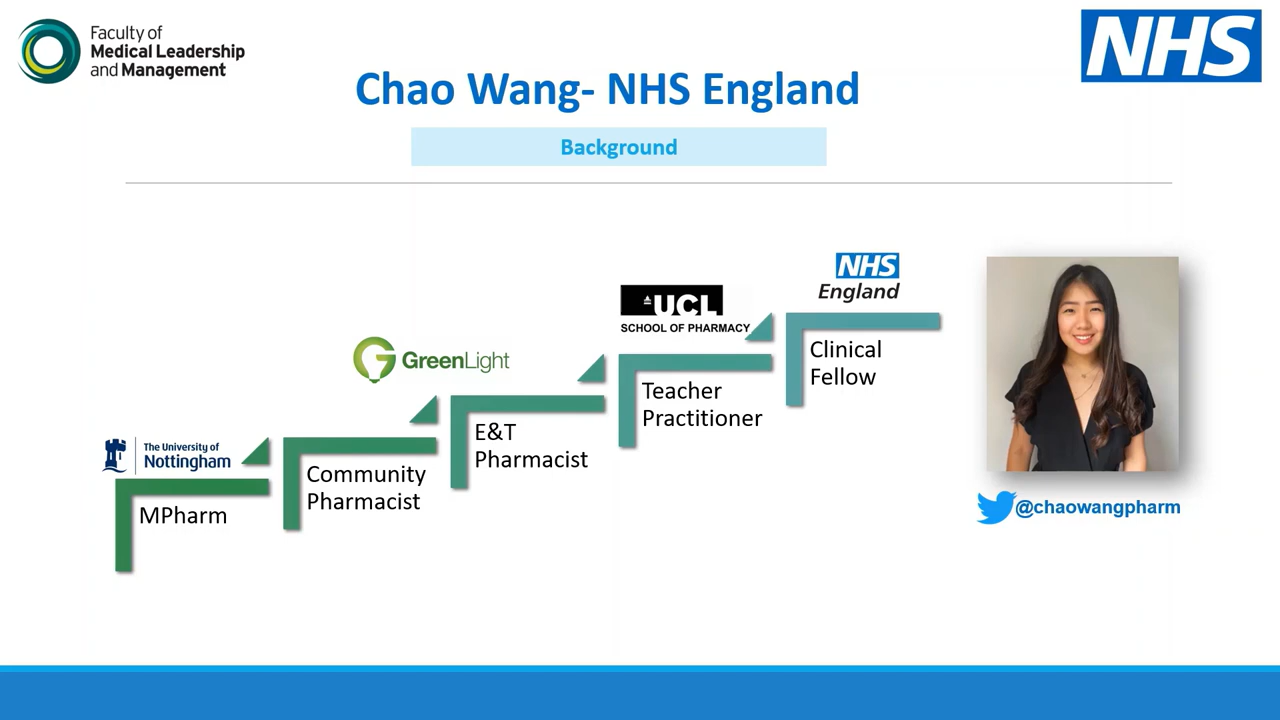 Faculty of
Medical Leadership
and Management
NHS
Chao Wang- NHS England
Background
The University of
Nottingham
MPharm
GreenLight
Community
Pharmacist
E&T
Pharmacist
UCL
SCHOOL OF PHARMACY
Teacher
Practitioner
NHS
England
Clinical
Fellow
@chaowangpharm